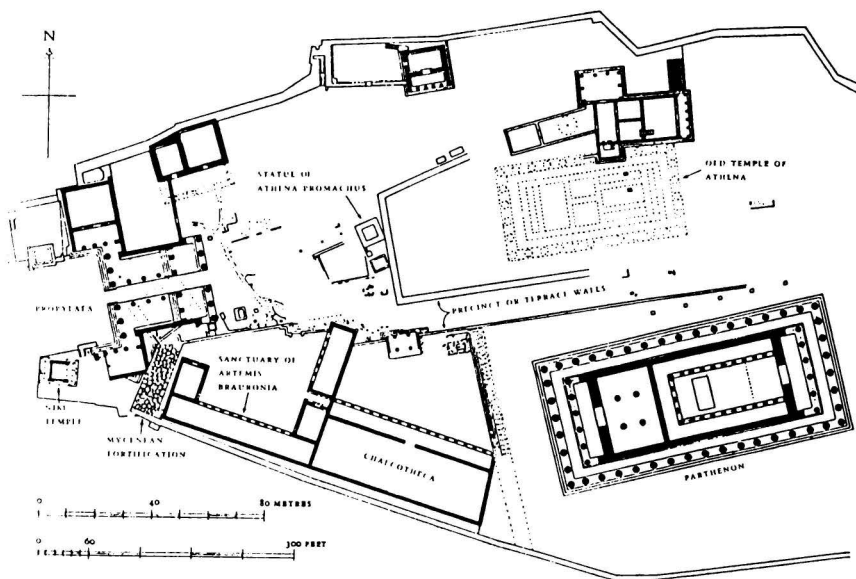 N
STATUE OF
ATHENA PROMACHUS
OLD TEMPLE OF
ATHENA
PROPYLAEA
PRECINCT OR TERRACE WALLS
SANCTUARY OF
ARTEMIS
BRAURONIA
NIKE
TEMPLE
MYCENEAN
FORTIFICATION
CHALCOTHECA
PARTHENON
0 40 80 METRES
0 60 300 FEET